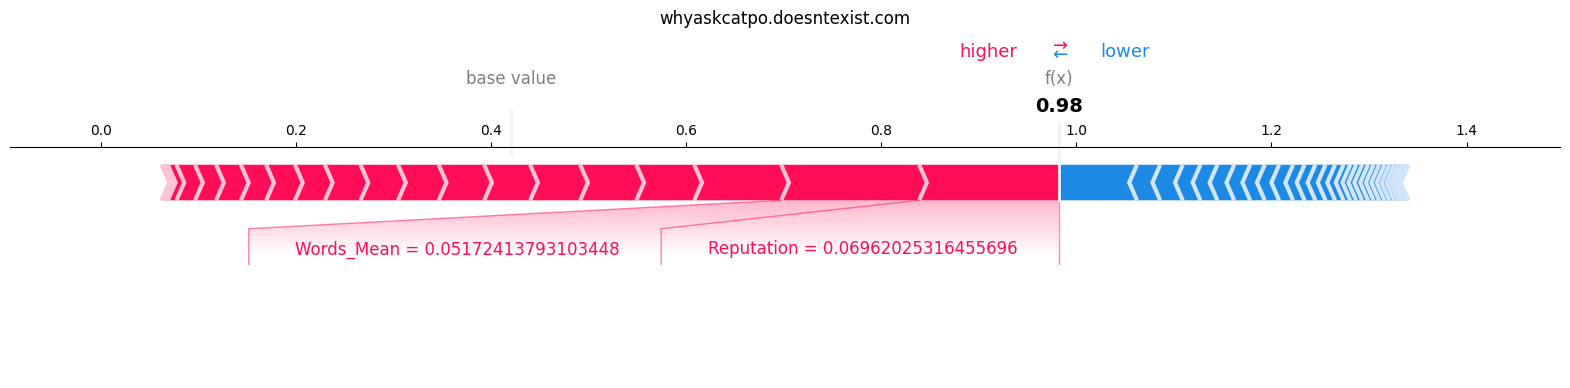 whyaskcatpo.doesntexist.com
higher → ← lower
base value f(x)
0.98
0.0 0.2 0.4 0.6 0.8 1.0 1.2 1.4
Words_Mean = 0.05172413793103448 Reputation = 0.06962025316455696